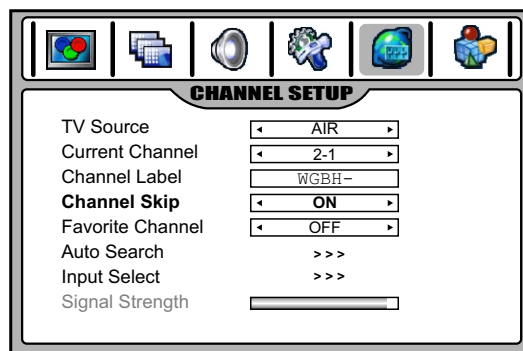 CHANNEL SETUP
TV Source AIR
Current Channel 2-1
Channel Label WGBH-
Channel Skip ON
Favorite Channel OFF
Auto Search >>>
Input Select >>>
Signal Strength